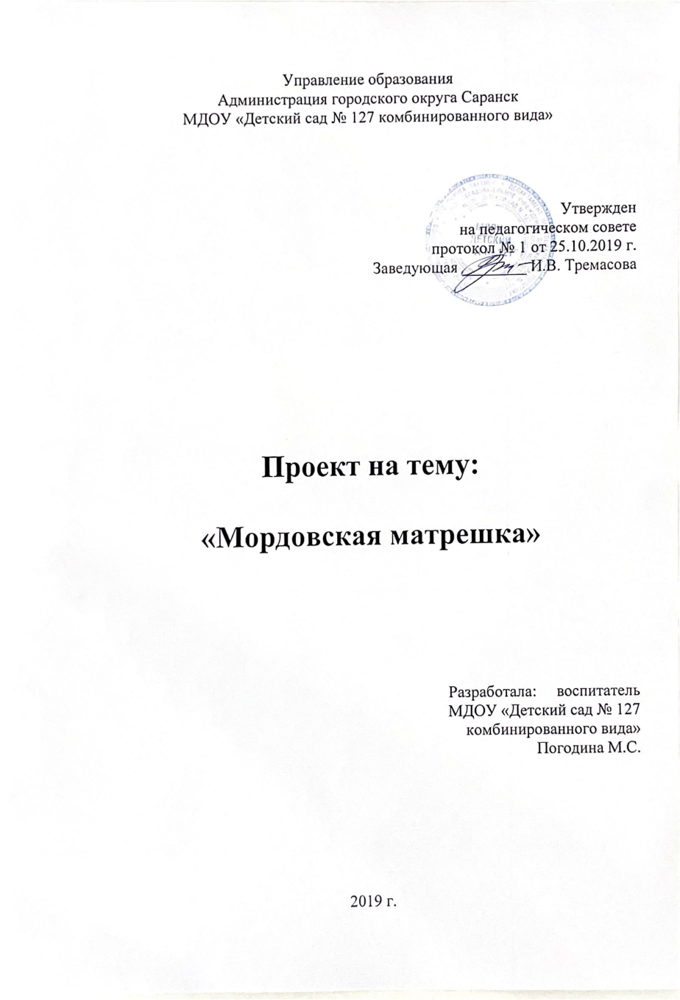 Управление образования
Администрация городского округа Саранск
МДОУ «Детский сад № 127 комбинированного вида»
Утвержден
на педагогическом совете
протокол № 1 от 25.10.2019 г.
Заведующая И.В. Тремасова
ДЕТСКИЙ
Проект на тему:
«Мордовская матрешка»
Разработала: воспитатель
МДОУ «Детский сад № 127
комбинированного вида»
Погодина М.С.
2019 г.